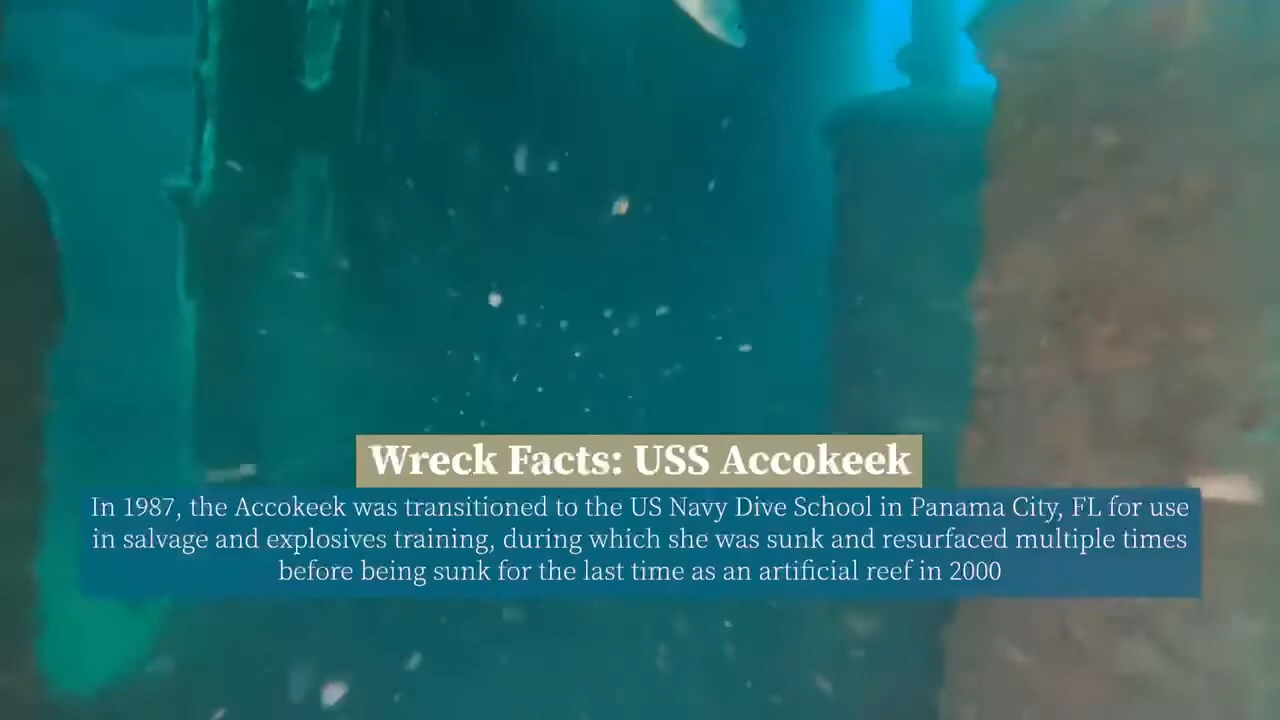 Wreck Facts: USS Accokeek
In 1987, the Accokeek was transitioned to the US Navy Dive School in Panama City, FL for use
in salvage and explosives training, during which she was sunk and resurfaced multiple times
before being sunk for the last time as an artificial reef in 2000